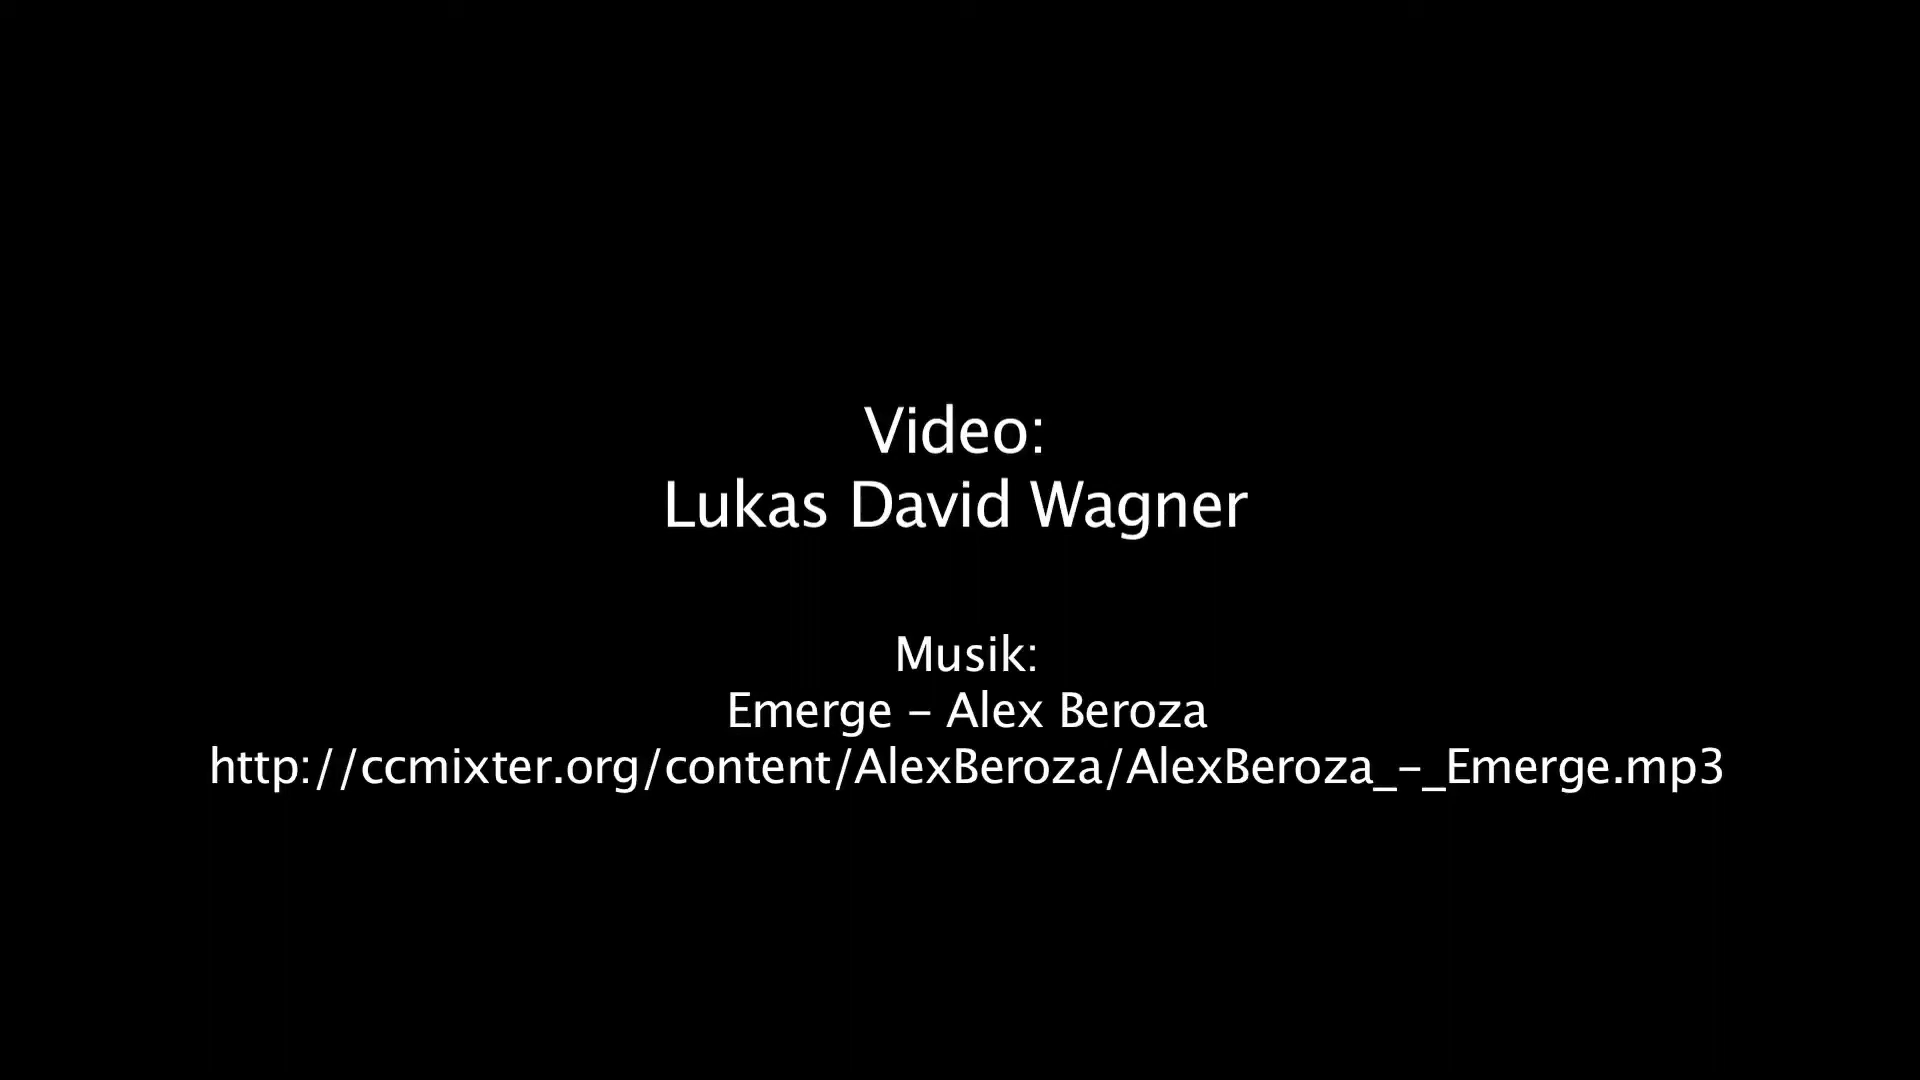 Video:
Lukas David Wagner
Musik:
Emerge – Alex Beroza
http://ccmixter.org/content/AlexBeroza/AlexBeroza_-_Emerge.mp3